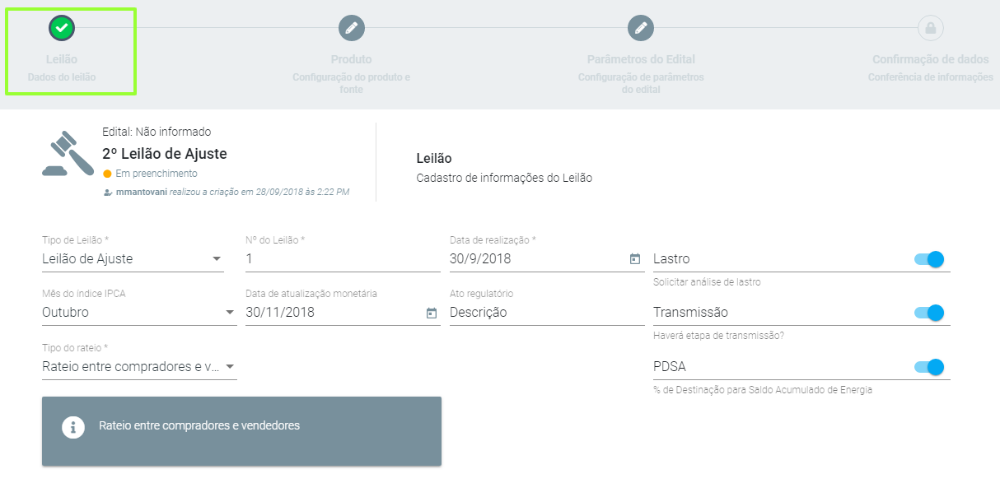 Leilão
Dados do leilão
Produto
Configuração do produto e
fonte
Parâmetros do Edital
Configuração de parâmetros
do edital
Confirmação de dados
Conferência de informações
Edital: Não informado
2º Leilão de Ajuste
Em preenchimento
mmantovani realizou a criação em 28/09/2018 às 2:22 PM
Leilão
Cadastro de informações do Leilão
Tipo de Leilão *
Leilão de Ajuste
Nº do Leilão *
1
Data de realização *
30/9/2018
Lastro
Solicitar análise de lastro
Mês do índice IPCA
Outubro
Data de atualização monetária
30/11/2018
Ato regulatório
Descrição
Transmissão
Haverá etapa de transmissão?
Tipo do rateio *
Rateio entre compradores e v...
PDSA
% de Destinação para Saldo Acumulado de Energia
Rateio entre compradores e vendedores